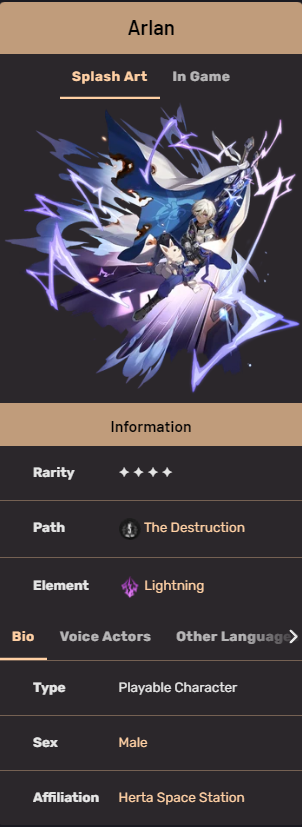 Arlan
Splash Art In Game
Information
Rarity
Path The Destruction
Element Lightning
Bio Voice Actors Other Language
Type Playable Character
Sex Male
Affiliation Herta Space Station